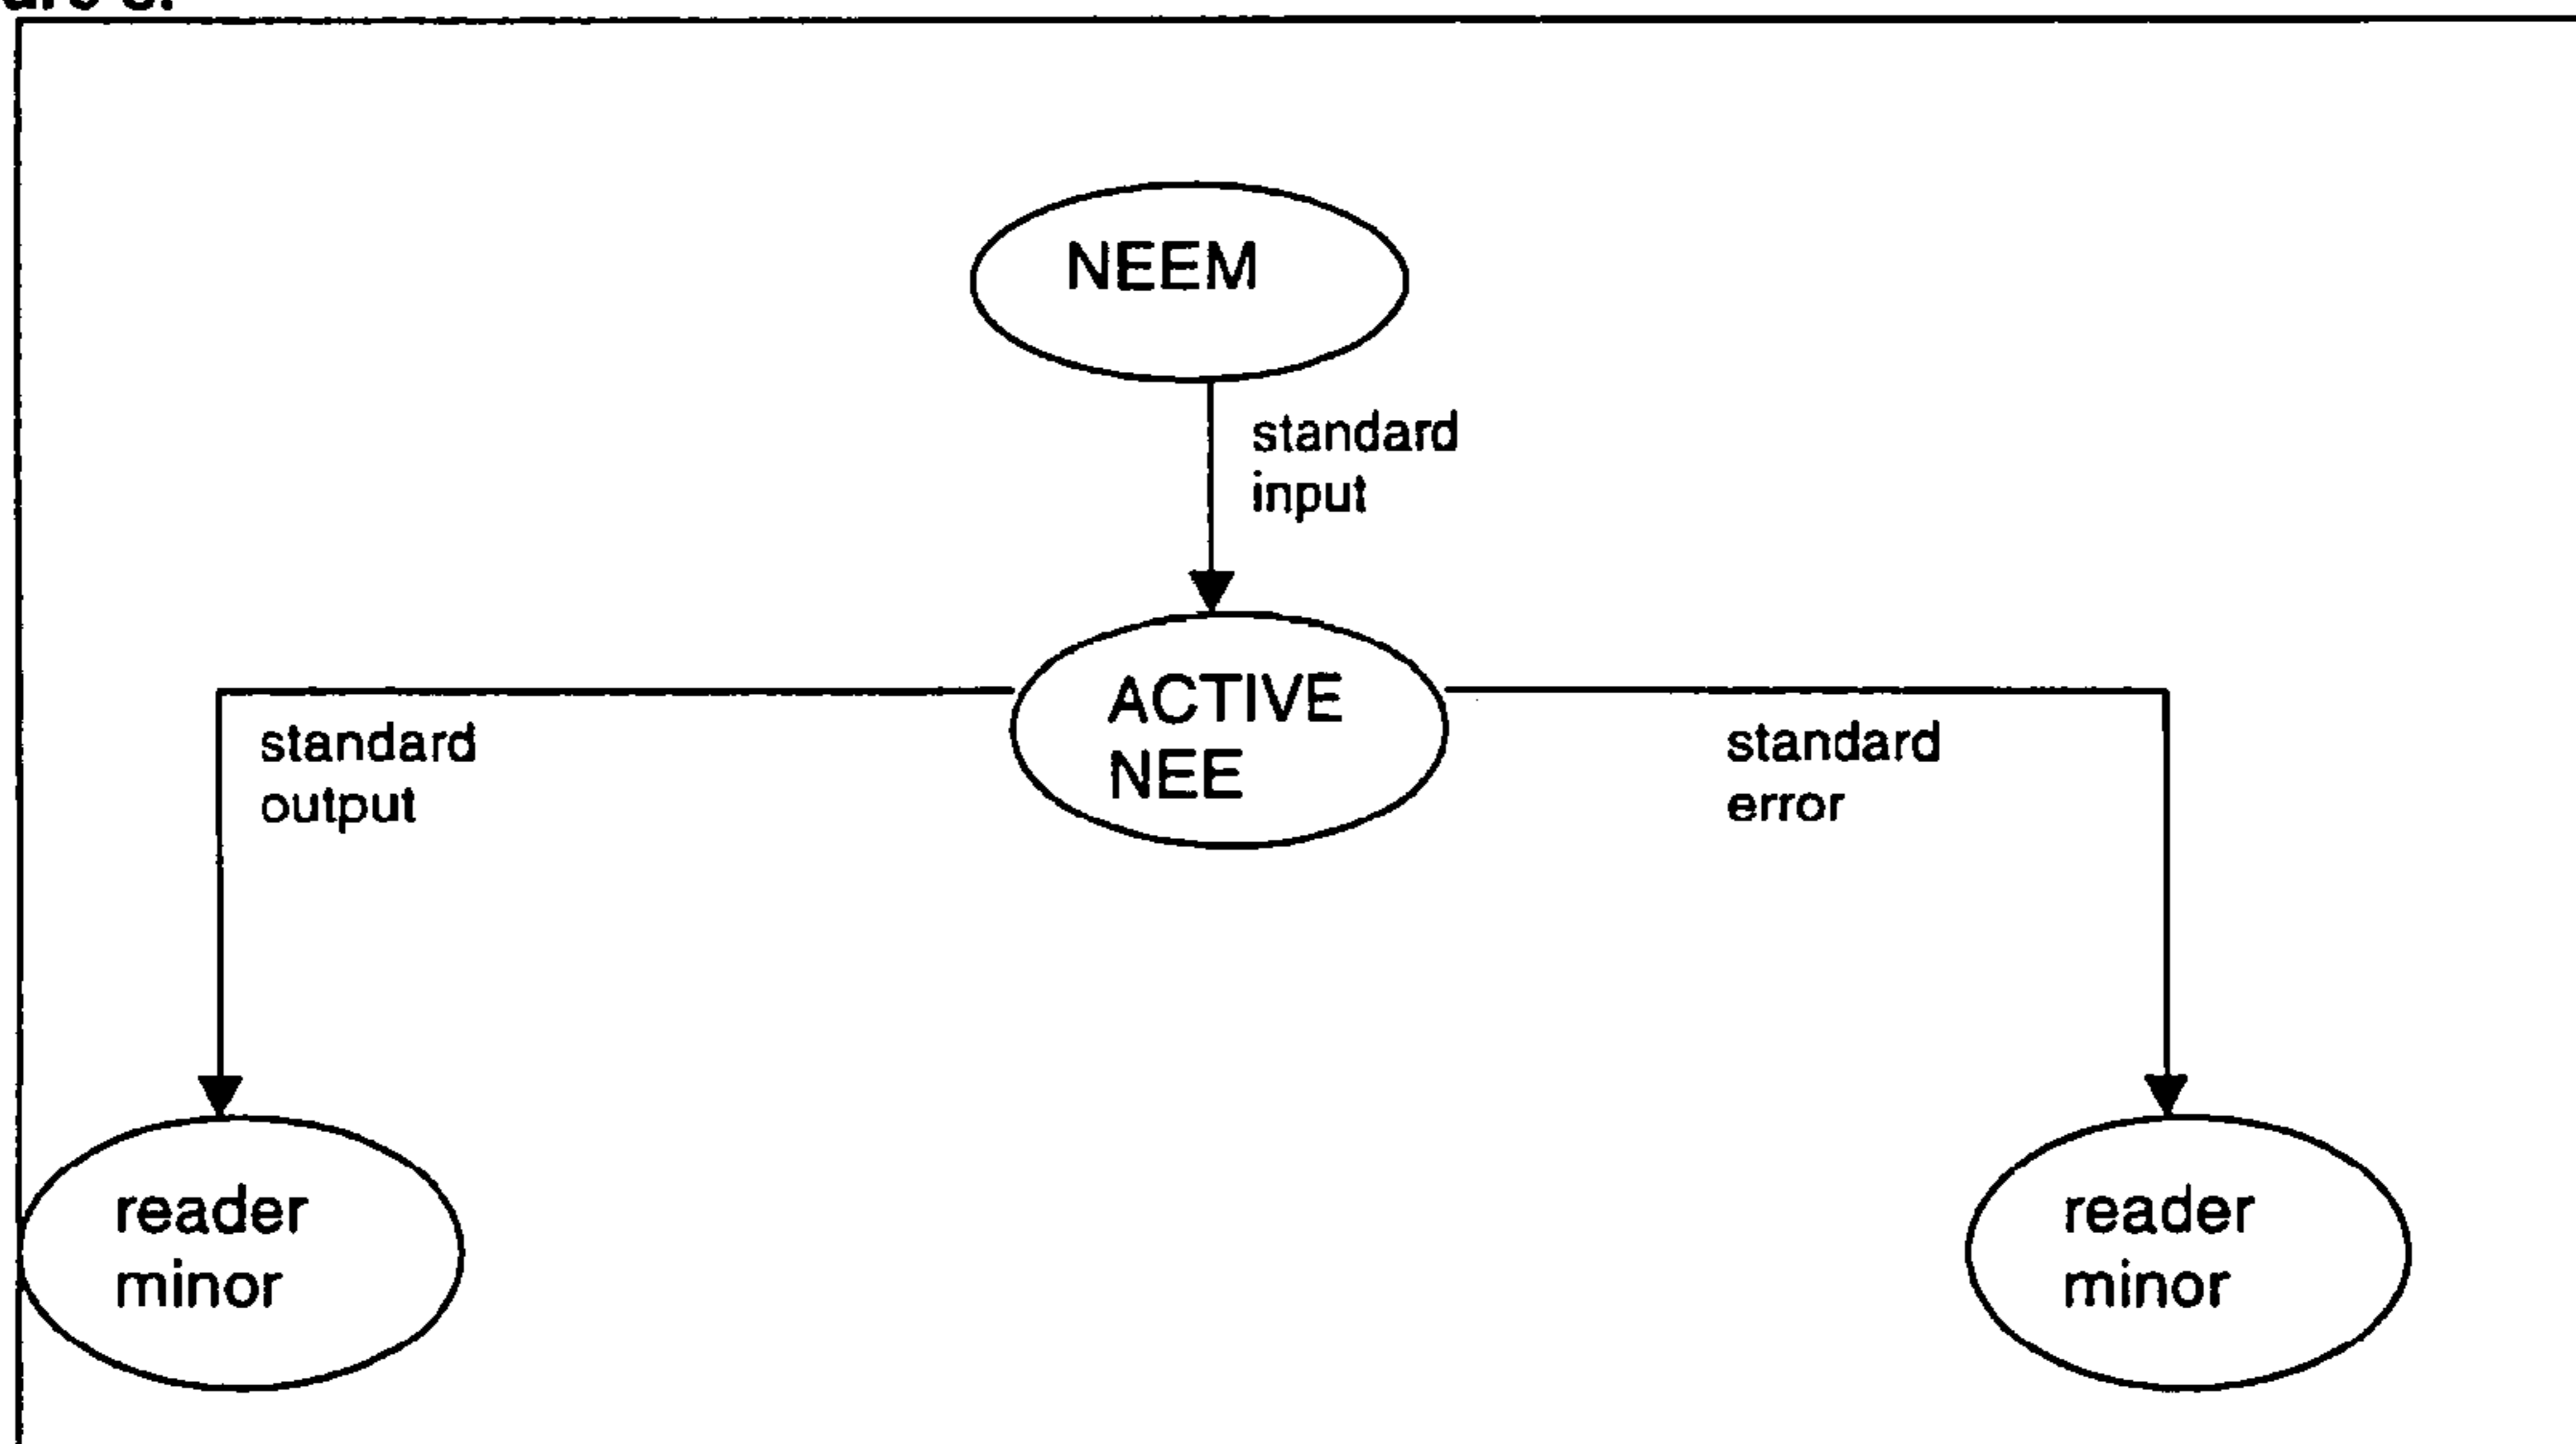 NEEM
standard
input
ACTIVE
NEE
standard
output
standard
error
reader
minor
reader
minor